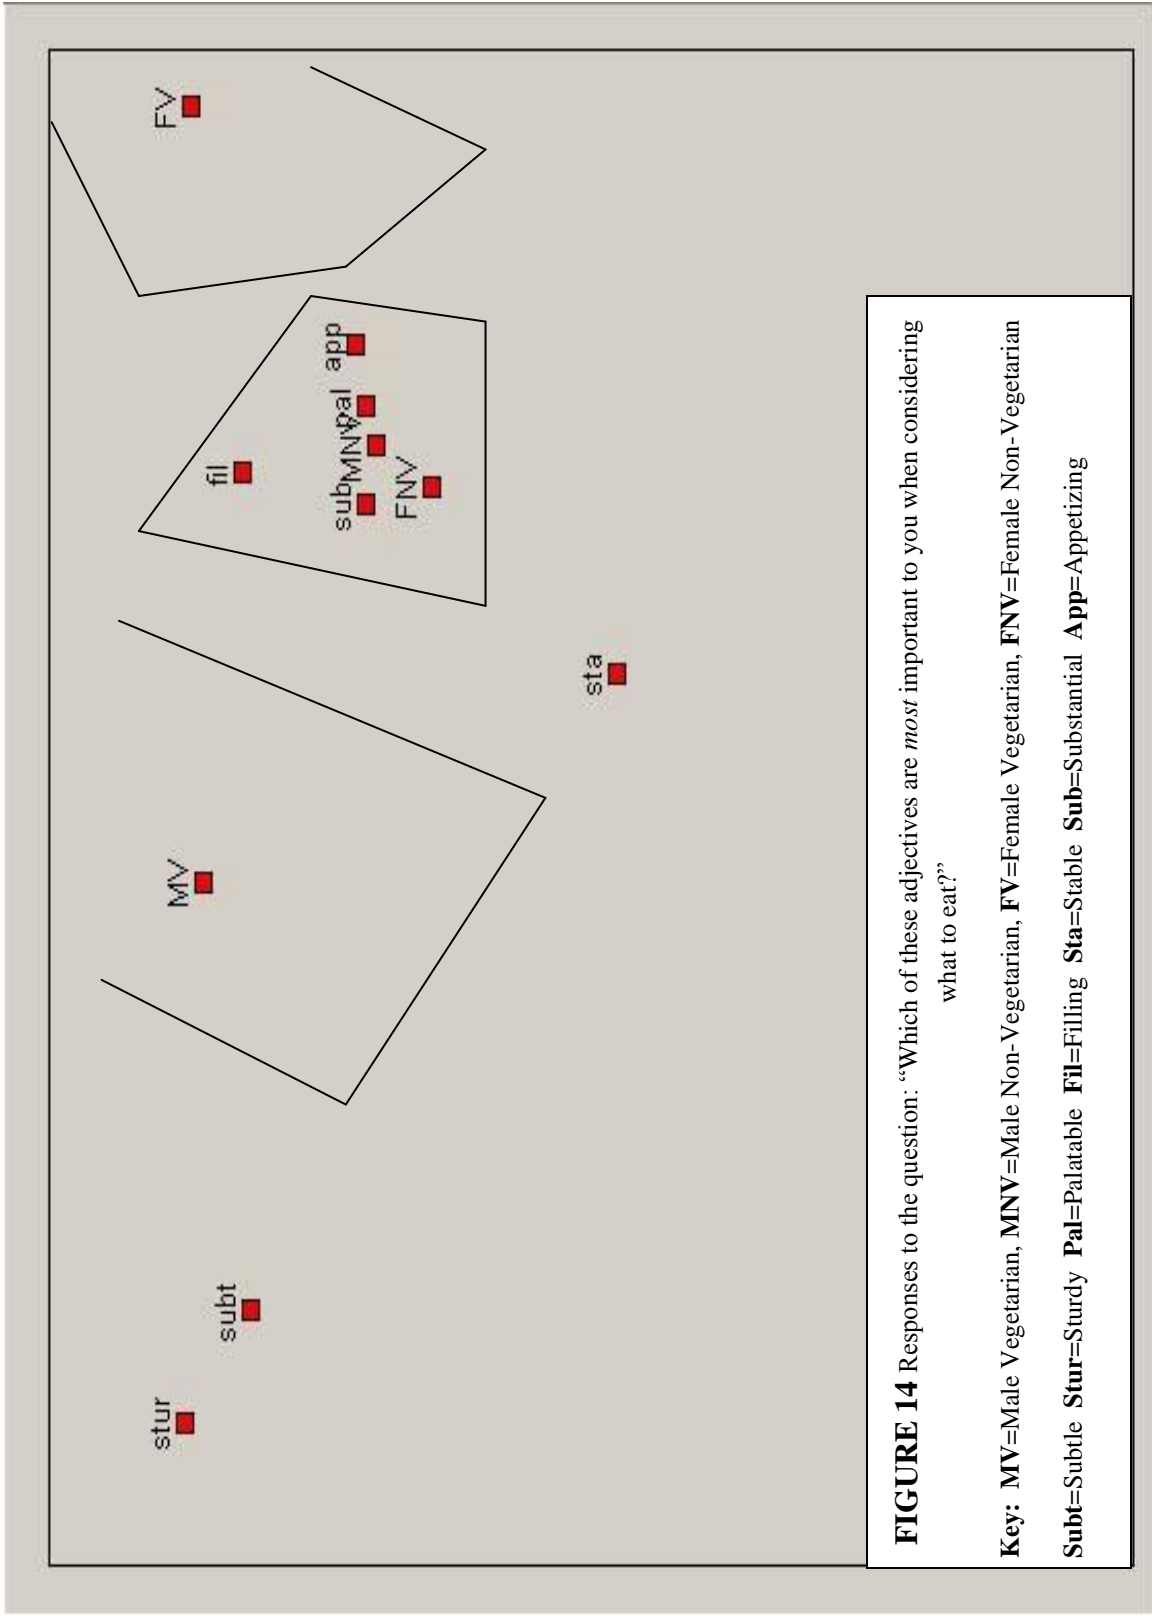 stur
subt
MV
sta
fil
sub
MNV
pal
app
FNV
FV
FIGURE 14 Responses to the question: “Which of these adjectives are most important to you when considering
what to eat?”
Key: MV=Male Vegetarian, MNV=Male Non-Vegetarian, FV=Female Vegetarian, FNV=Female Non-Vegetarian
Subt=Subtle Stur=Sturdy Pal=Palatable Fil=Filling Sta=Stable Sub=Substantial App=Appetizing